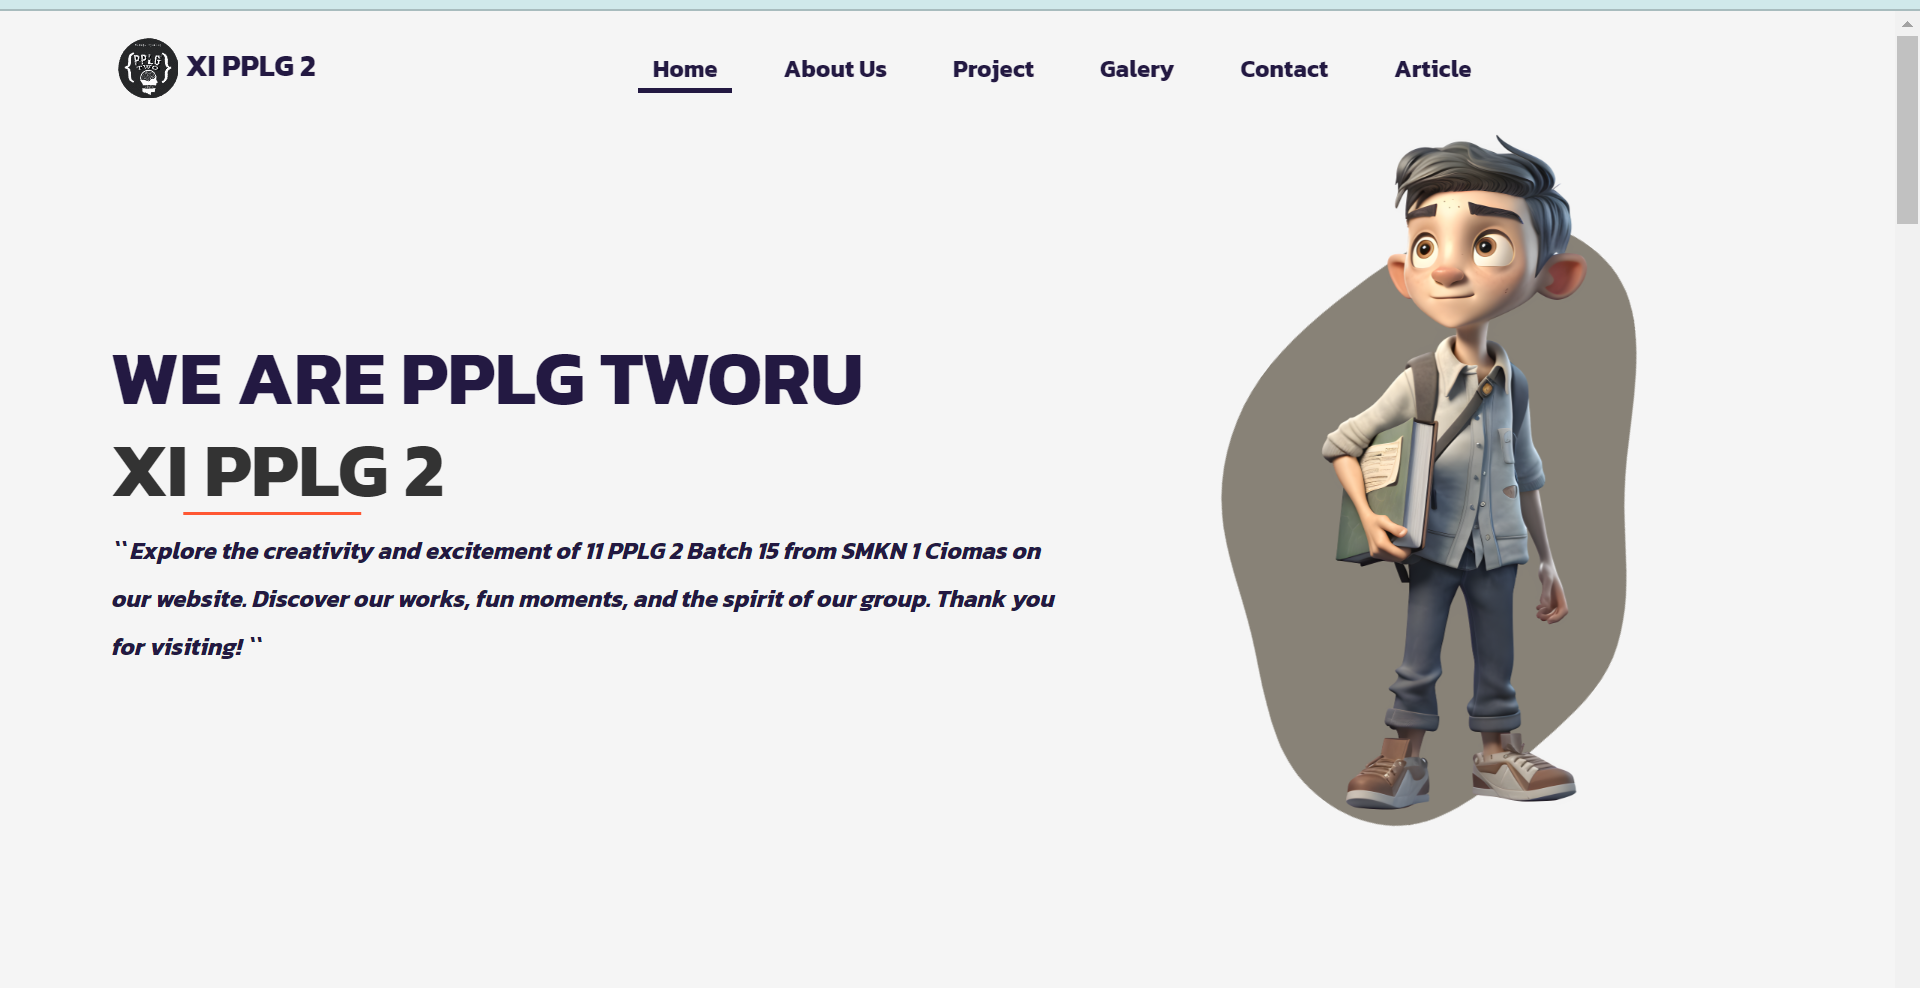 PPLG
TWO
XI PPLG 2
Home
About Us
Project
Galery
Contact
Article
WE ARE PPLG TWORU
XI PPLG 2
``Explore the creativity and excitement of 11 PPLG 2 Batch 15 from SMKN 1 Ciomas on
our website. Discover our works, fun moments, and the spirit of our group. Thank you
for visiting! ``